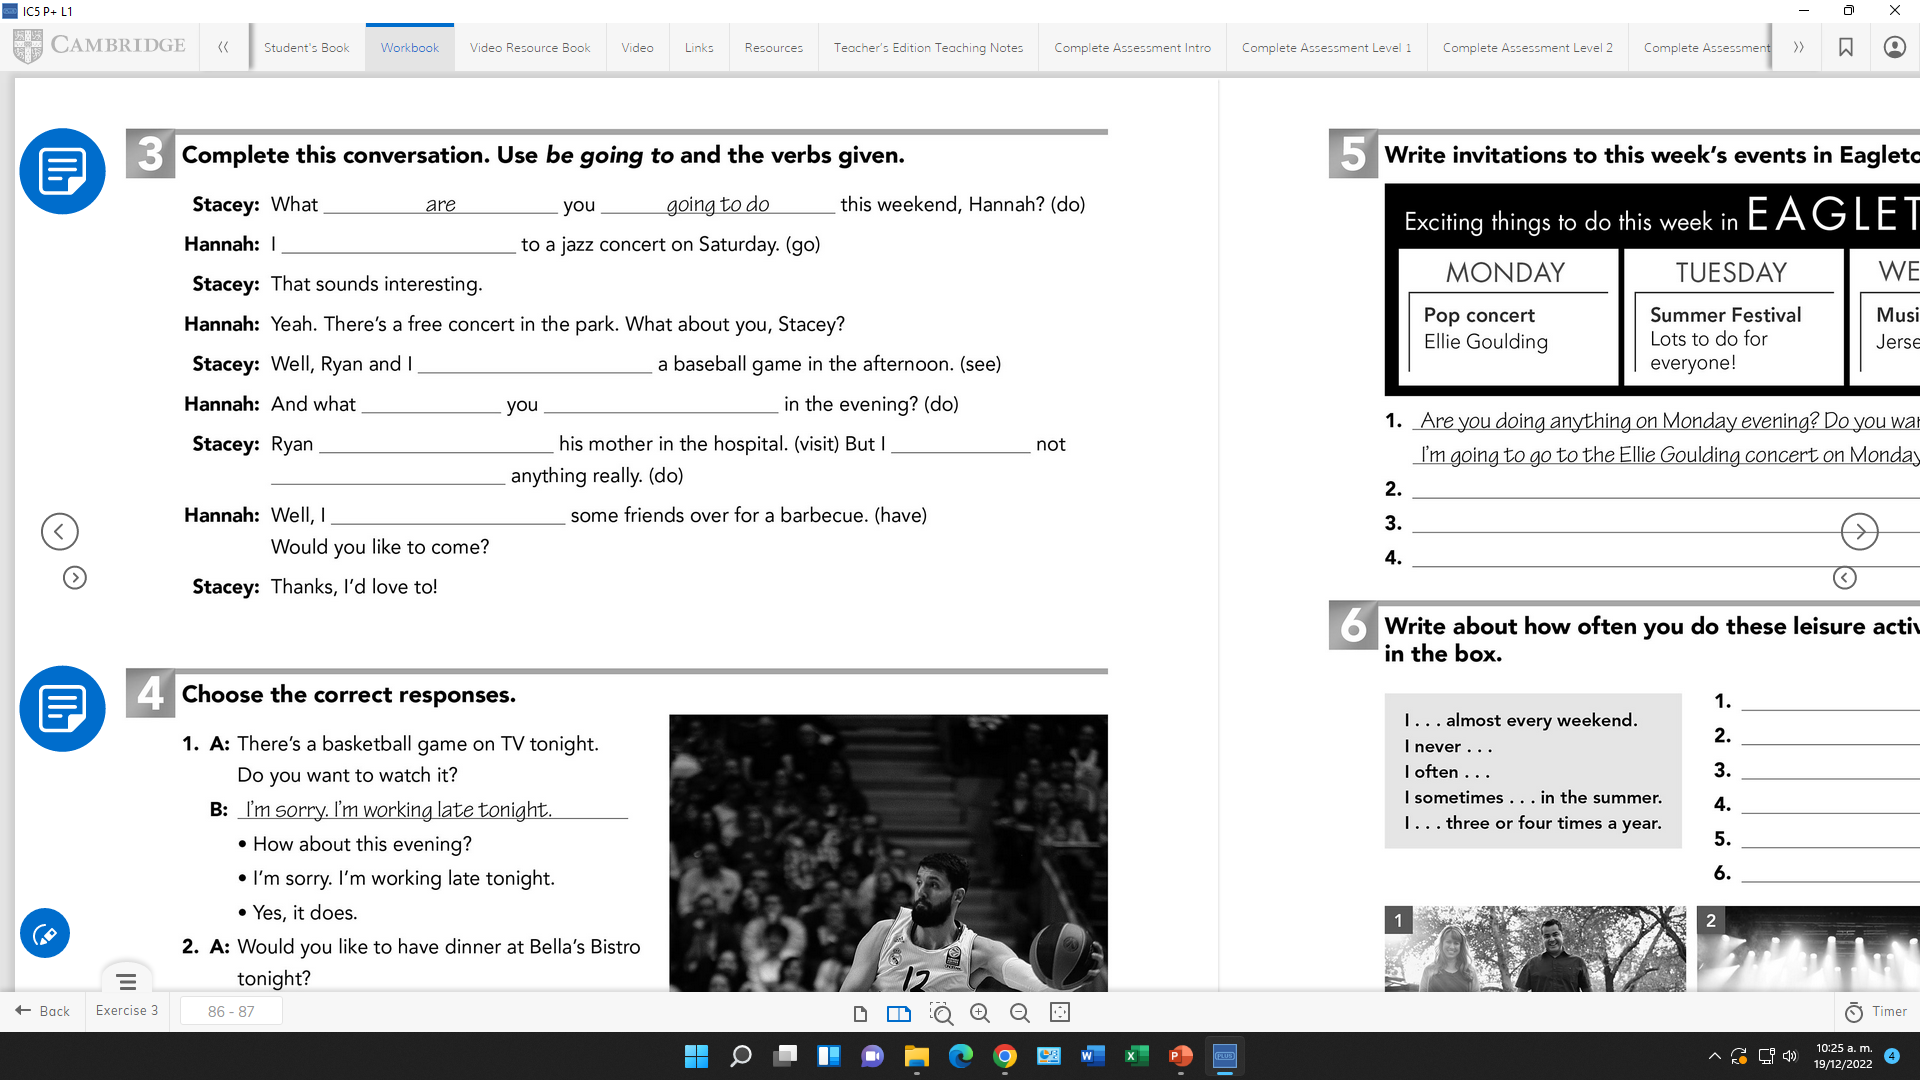 IC5 P+ L1
CAMBRIDGE
Student's Book
Workbook
Video Resource Book
Video
Links
Resources
Teacher's Edition Teaching Notes
Complete Assessment Intro
Complete Assessment Level 1
Complete Assessment Level 2
Complete Assessment
3 Complete this conversation. Use be going to and the verbs given.
Stacey: What are you going to do this weekend, Hannah? (do)
Hannah: I ____ to a jazz concert on Saturday. (go)
Stacey: That sounds interesting.
Hannah: Yeah. There's a free concert in the park. What about you, Stacey?
Stacey: Well, Ryan and I ____ a baseball game in the afternoon. (see)
Hannah: And what ____ you ____ in the evening? (do)
Stacey: Ryan ____ his mother in the hospital. (visit) But I ____ not
____ anything really. (do)
Hannah: Well, I ____ some friends over for a barbecue. (have)
Would you like to come?
Stacey: Thanks, I'd love to!
4 Choose the correct responses.
1. A: There's a basketball game on TV tonight.
Do you want to watch it?
B: I'm sorry. I'm working late tonight.
• How about this evening?
• I'm sorry. I'm working late tonight.
• Yes, it does.
2. A: Would you like to have dinner at Bella's Bistro
tonight?
12
5 Write invitations to this week's events in Eagleto
Exciting things to do this week in EAGLET
MONDAY
Pop concert
Ellie Goulding
TUESDAY
Summer Festival
Lots to do for
everyone!
WE
Musi
Jerse
1. Are you doing anything on Monday evening? Do you wan
I'm going to go to the Ellie Goulding concert on Monday
2.
3.
4.
6 Write about how often you do these leisure activ
in the box.
I . . . almost every weekend.
I never . . .
I often . . .
I sometimes . . . in the summer.
I . . . three or four times a year.
1.
2.
3.
4.
5.
6.
1
2
Back
Exercise 3
86 - 87
Timer
PLUS
10:25 a. m.
19/12/2022
4